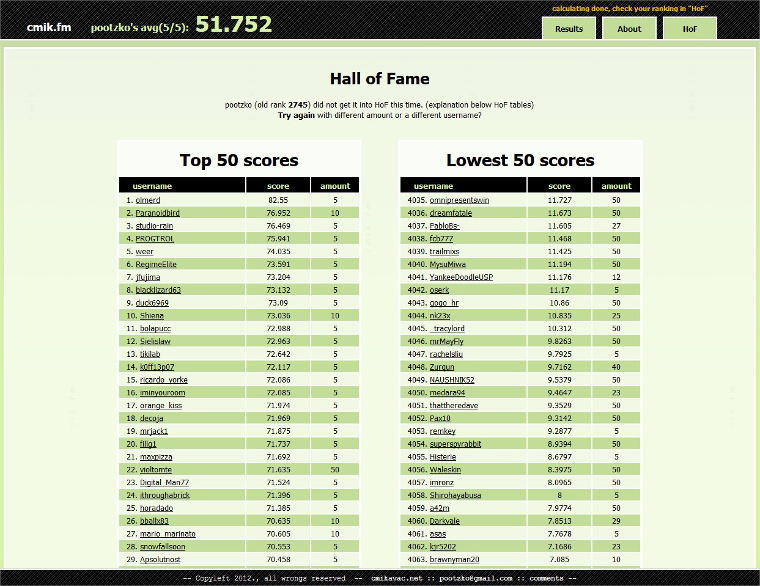 calculating done, check your ranking in "HoF"
cmik.fm pootzko's avg(5/5): 51.752
Results About HoF
Hall of Fame
pootzko (old rank 2745) did not get it into HoF this time. (explanation below HoF tables)
Try again with different amount or a different username?
Top 50 scores
username score amount
1. olmerd 82.55 5
2. Paranoidbird 76.952 10
3. studio-rain 76.469 5
4. PROGTROL 75.941 5
5. weer 74.035 5
6. RegimeElite 73.591 5
7. jfujima 73.204 5
8. blacklizard63 73.132 5
9. duck6969 73.09 5
10. Shiena 73.036 10
11. bolapucc 72.988 5
12. Sielislaw 72.963 5
13. tikilab 72.642 5
14. k0ff13p07 72.117 5
15. ricardo_yorke 72.086 5
16. iminyouroom 72.085 5
17. orange_kiss 71.974 5
18. decoja 71.969 5
19. mrjack1 71.875 5
20. fillg1 71.737 5
21. maxpizza 71.692 5
22. violtomte 71.635 50
23. Digital_Man77 71.524 5
24. jthroughabrick 71.396 5
25. horadado 71.385 5
26. bballx83 70.635 10
27. mario_marinato 70.605 10
28. snowfallsoon 70.553 5
29. Apsolutnost 70.458 5
Lowest 50 scores
username score amount
4035. omnipresentswin 11.727 50
4036. dreamfatale 11.673 50
4037. PabloBs- 11.605 27
4038. fcb777 11.468 50
4039. trailmixs 11.425 50
4040. MysuMiwa 11.194 50
4041. YankeeDoodleUSP 11.176 12
4042. oserk 11.17 5
4043. gogo_hr 10.86 50
4044. nk23x 10.835 25
4045. _tracylord 10.312 50
4046. mrMayFly 9.8263 50
4047. rachelsliu 9.7925 5
4048. Zurgun 9.7162 40
4049. NAUSHNIK52 9.5379 50
4050. medara94 9.4647 23
4051. thattheredave 9.3529 50
4052. Pax10 9.3142 50
4053. remkey 9.2877 5
4054. supersoyrabbit 8.9394 50
4055. Histerie 8.6797 5
4056. Waleskin 8.3975 50
4057. imronz 8.0965 50
4058. Shirohayabusa 8 5
4059. a42m 7.9774 50
4060. Darkvale 7.8513 29
4061. asas 7.7678 5
4062. kjr5202 7.1686 23
4063. brawnyman20 7.085 10
-- Copyleft 2012., all wrongs reserved -- cmikavac.net :: pootzko@gmail.com :: comments --